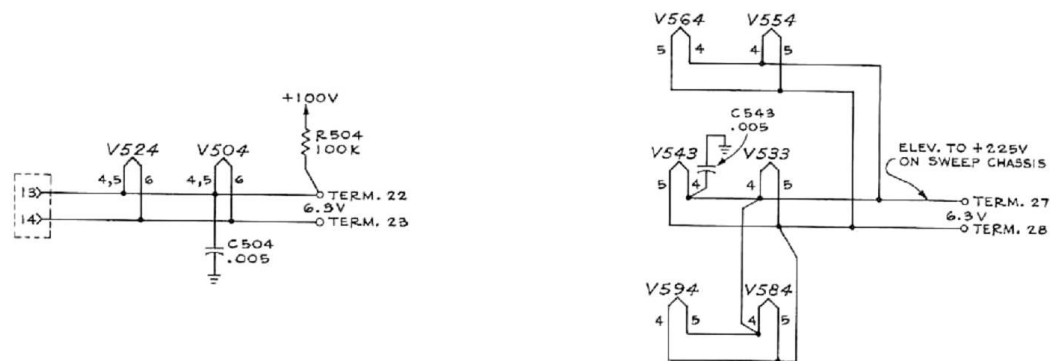 +100V
R504
100K
V524
V504
4,5
6
4,5
6
13
14
TERM. 22
6.3V
TERM. 23
C504
.005
V564
V554
5
4
4
5
C543
.005
V543
V533
5
4
4
5
ELEV. TO +225V
ON SWEEP CHASSIS
TERM. 27
6.3V
TERM. 28
V594
V584
4
5
4
5